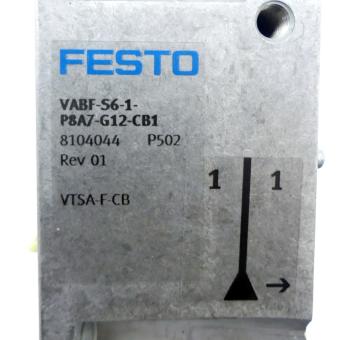 FESTO
VABF-S6-1-
P8A7-G12-CB1
8104044 P502
Rev 01
1 1
VTSA-F-CB